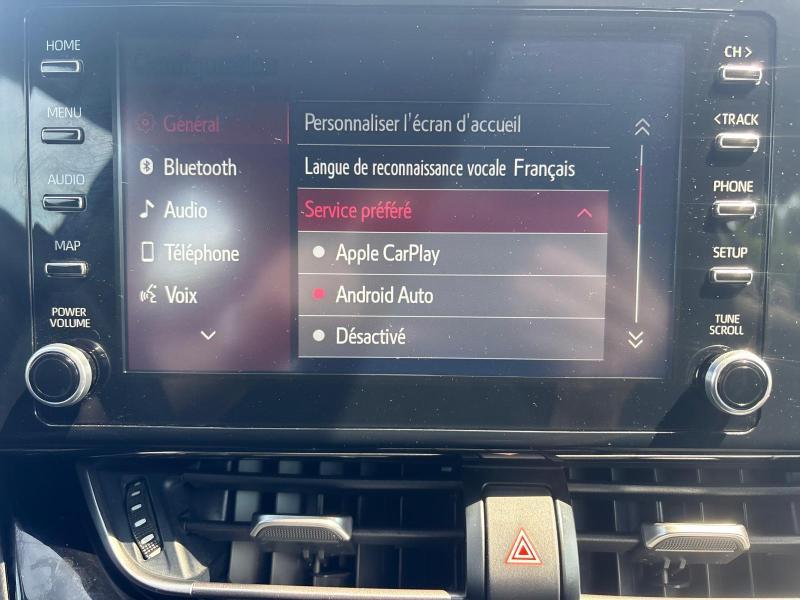 HOME
MENU
AUDIO
MAP
POWER
VOLUME
Configuration
Général
Bluetooth
Audio
Téléphone
Voix
Personnaliser l'écran d'accueil
Langue de reconnaissance vocale Français
Service préféré
Apple CarPlay
Android Auto
Désactivé
CH >
< TRACK
PHONE
SETUP
TUNE
SCROLL